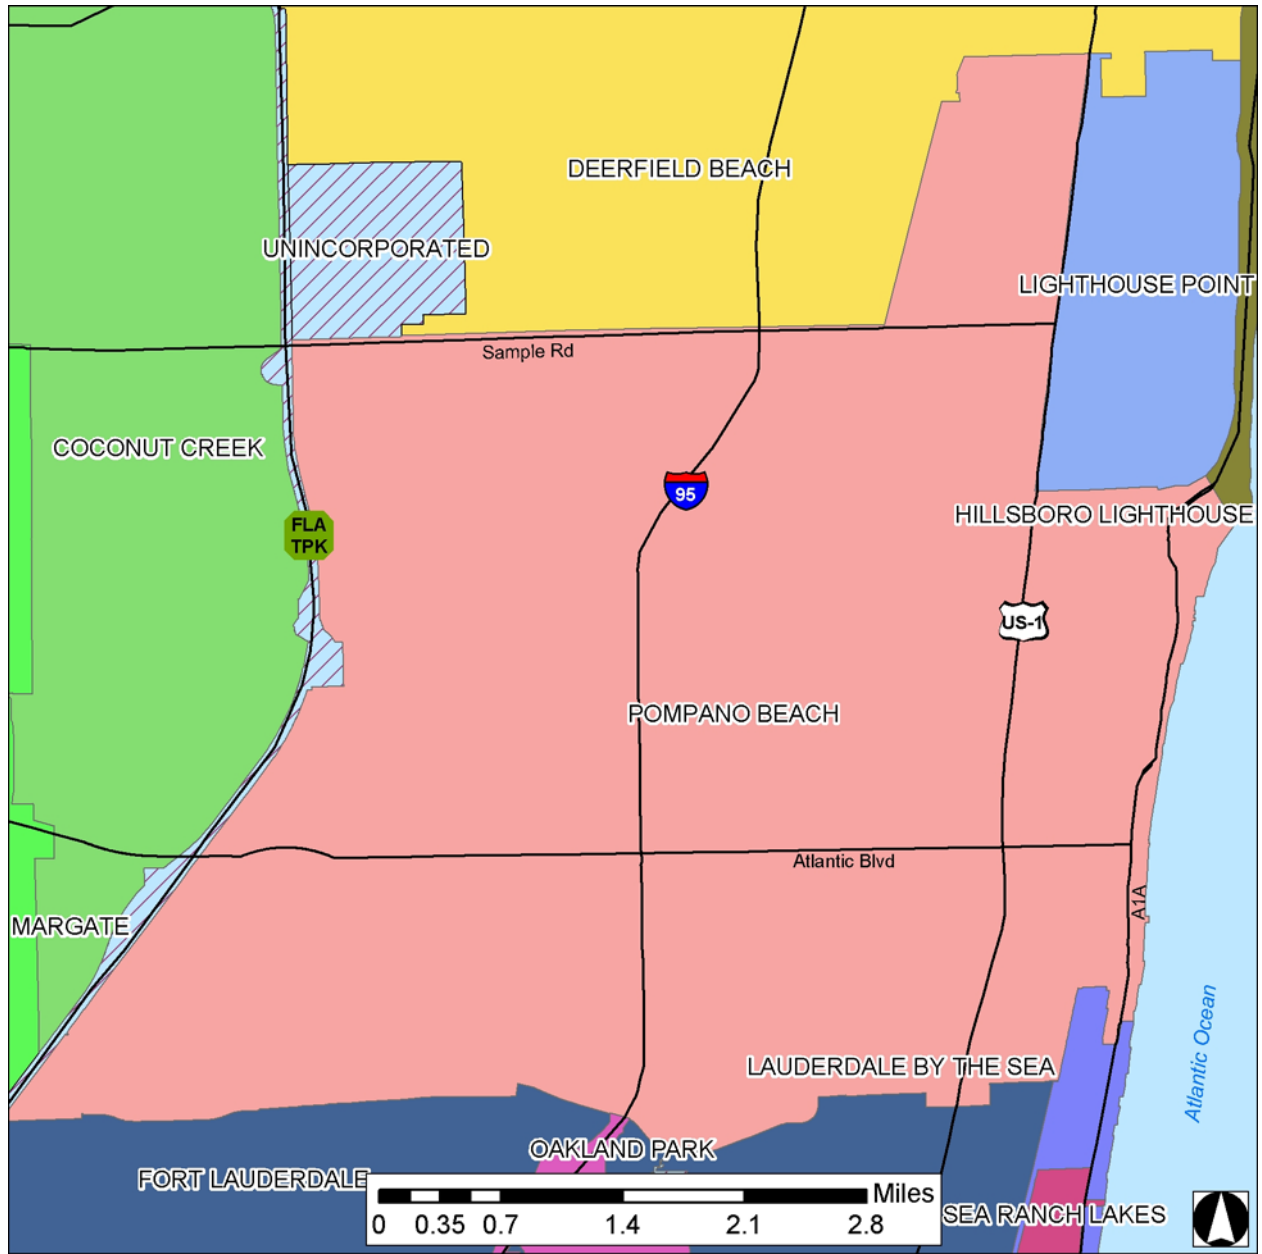 DEERFIELD BEACH
UNINCORPORATED
LIGHTHOUSE POINT
Sample Rd
COCONUT CREEK
95
HILLSBORO LIGHTHOUSE
FLA
TPK
US-1
POMPANO BEACH
Atlantic Blvd
A1A
MARGATE
Atlantic Ocean
LAUDERDALE BY THE SEA
OAKLAND PARK
FORT LAUDERDALE
Miles
0 0.35 0.7 1.4 2.1 2.8
SEA RANCH LAKES